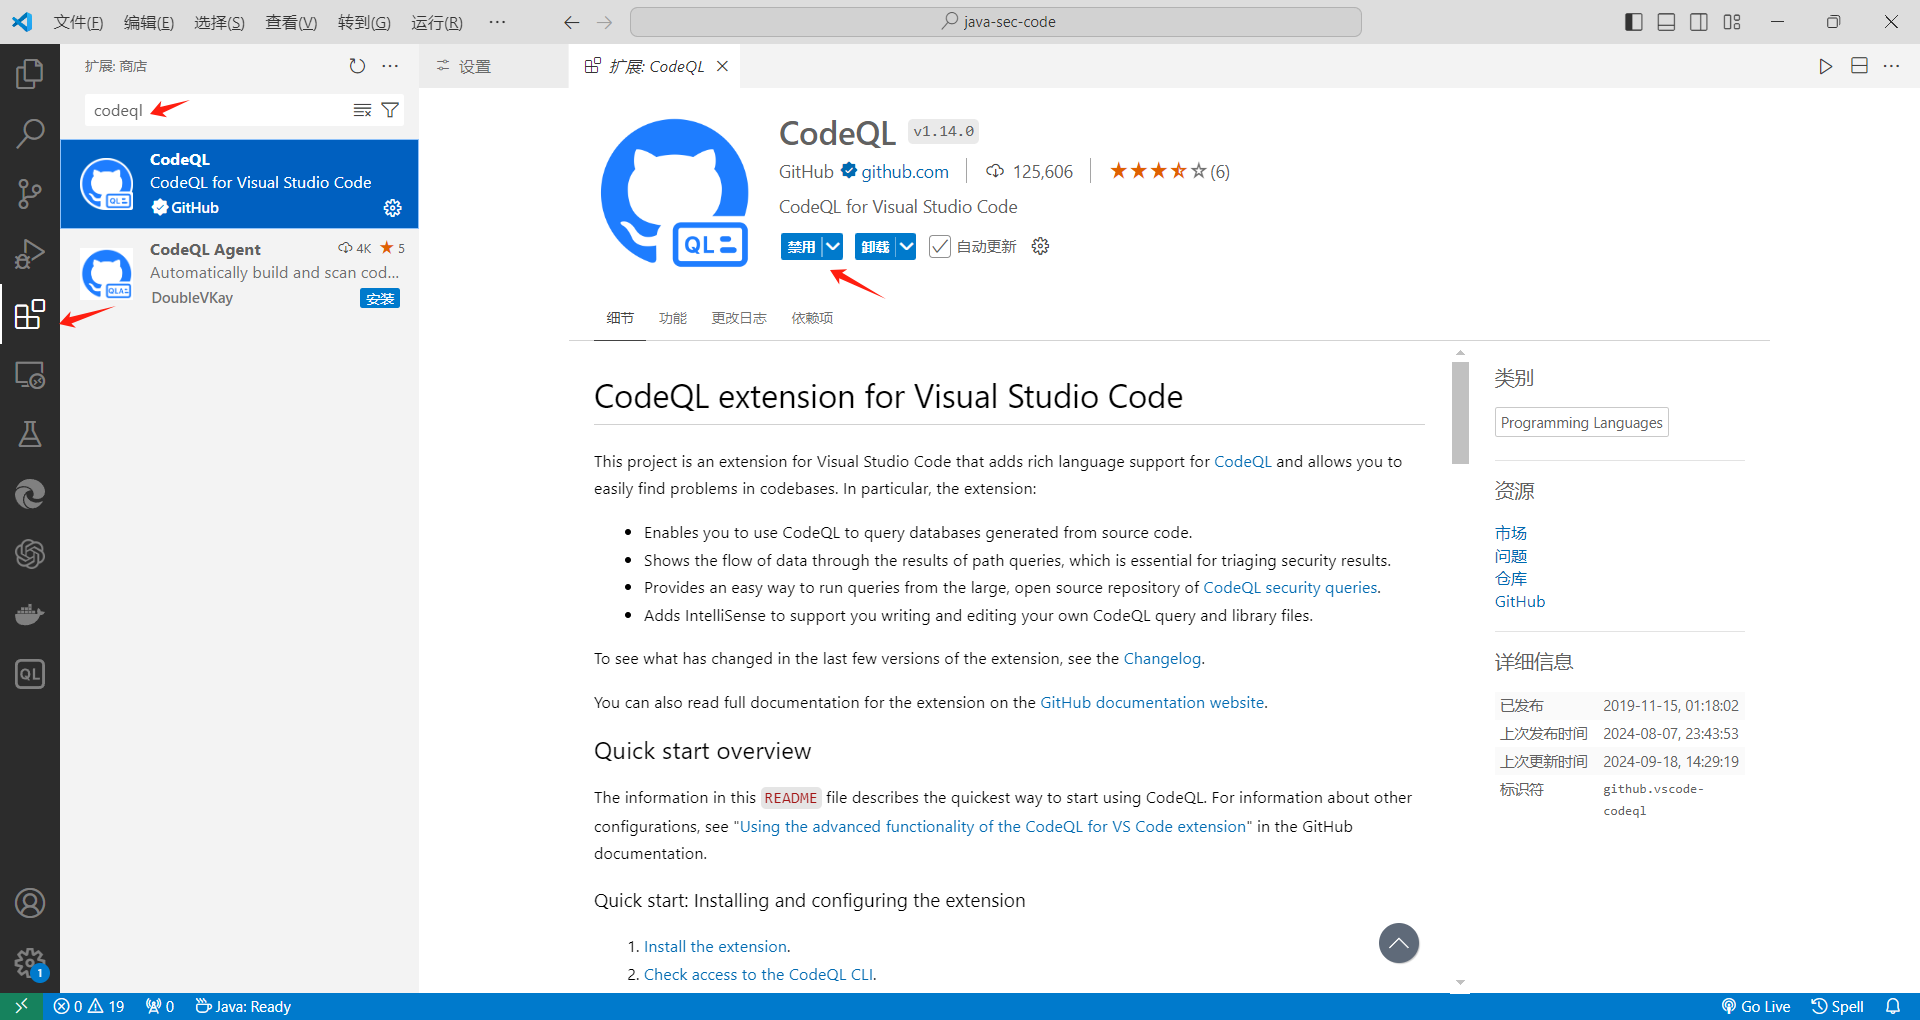 文件(F) 编辑(E) 选择(S) 查看(V) 转到(G) 运行(R) ···
java-sec-code
扩展: 商店
codeql
CodeQL
CodeQL for Visual Studio Code
GitHub
CodeQL Agent 4K 5
Automatically build and scan cod...
DoubleVKay 安装
设置
扩展: CodeQL
QL
QLA
CodeQL v1.14.0
GitHub github.com 125,606 (6)
CodeQL for Visual Studio Code
禁用 卸载 自动更新
细节 功能 更改日志 依赖项
CodeQL extension for Visual Studio Code
This project is an extension for Visual Studio Code that adds rich language support for CodeQL and allows you to
easily find problems in codebases. In particular, the extension:
• Enables you to use CodeQL to query databases generated from source code.
• Shows the flow of data through the results of path queries, which is essential for triaging security results.
• Provides an easy way to run queries from the large, open source repository of CodeQL security queries.
• Adds IntelliSense to support you writing and editing your own CodeQL query and library files.
To see what has changed in the last few versions of the extension, see the Changelog.
You can also read full documentation for the extension on the GitHub documentation website.
Quick start overview
The information in this README file describes the quickest way to start using CodeQL. For information about other
configurations, see "Using the advanced functionality of the CodeQL for VS Code extension" in the GitHub
documentation.
Quick start: Installing and configuring the extension
1. Install the extension.
2. Check access to the CodeQL CLI.
类别
Programming Languages
资源
市场
问题
仓库
GitHub
详细信息
已发布 2019-11-15, 01:18:02
上次发布时间 2024-08-07, 23:43:53
上次更新时间 2024-09-18, 14:29:19
标识符 github.vscode-
codeql
QL
1
0 19 0 Java: Ready Go Live Spell